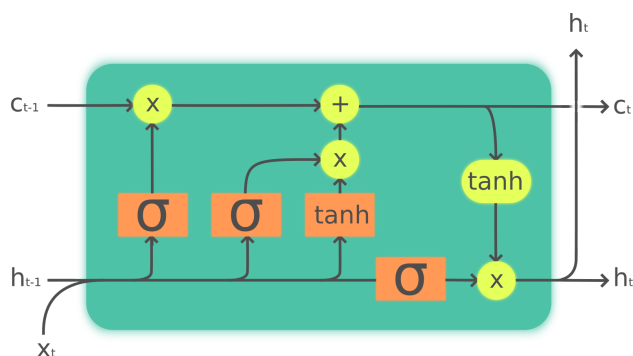 hₜ
cₜ₋₁ x + cₜ
x
tanh
σ σ tanh
hₜ₋₁ σ x hₜ
xₜ